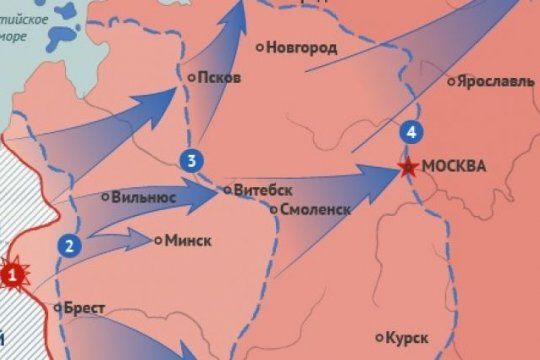 тийское
море
Новгород
Псков
Ярославль
4
3
МОСКВА
Витебск
Вильнюс
Смоленск
2
Минск
1
Брест
Й
Курск